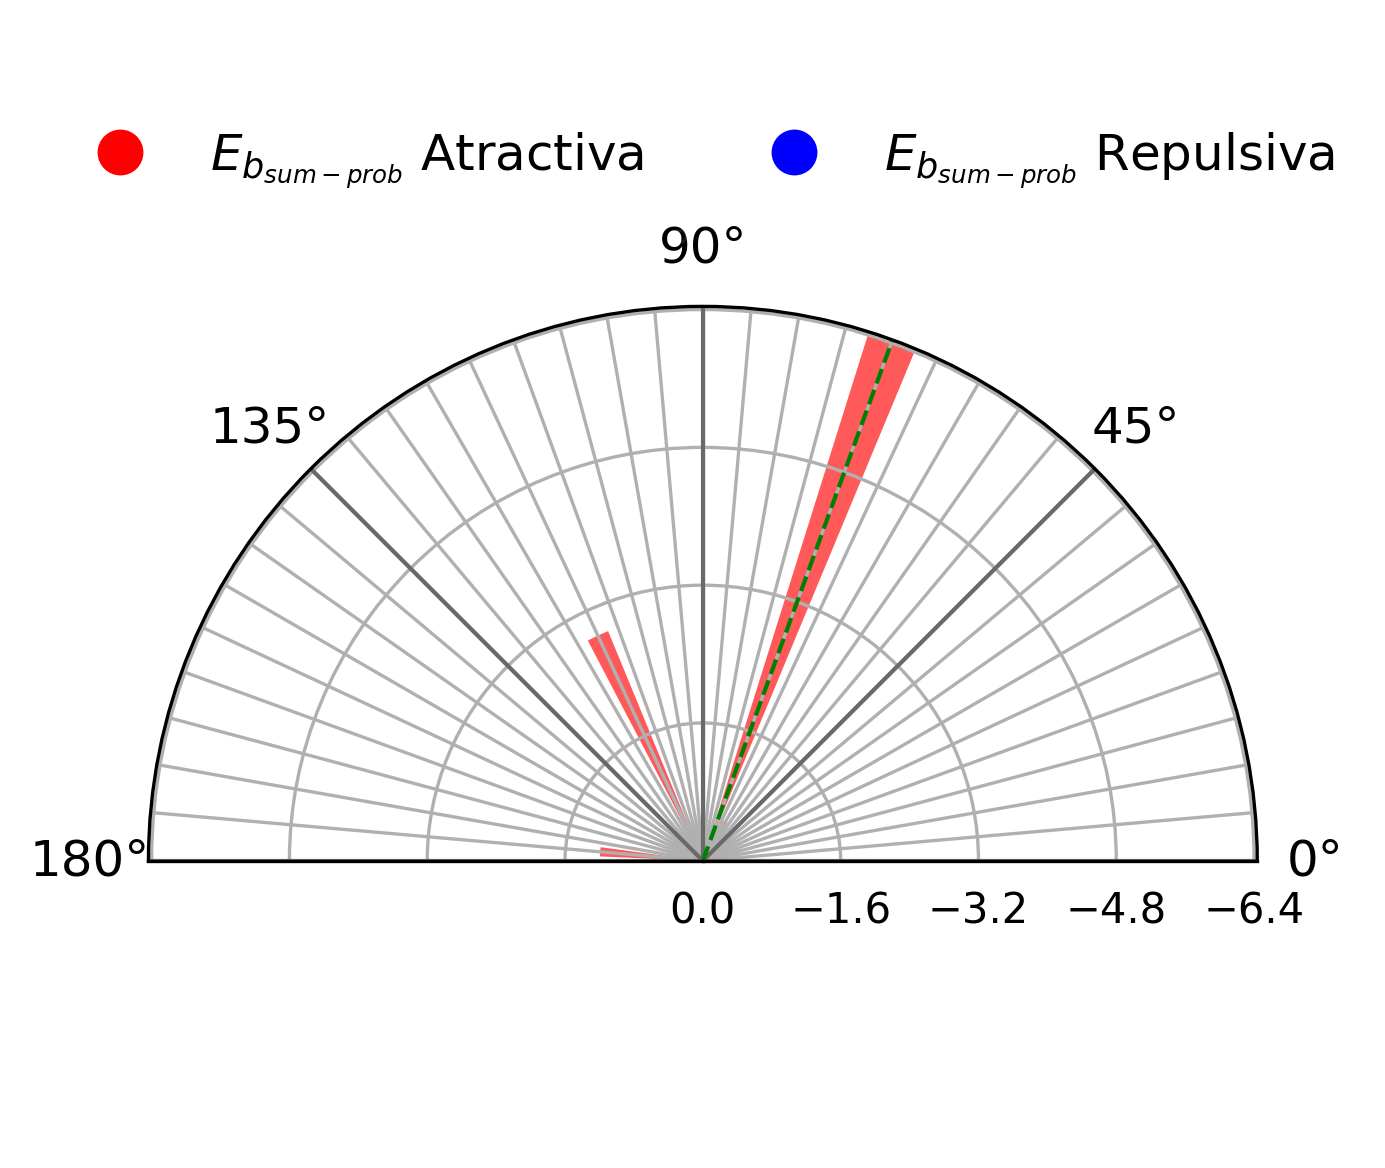 E_{b_{sum-prob}} Atractiva E_{b_{sum-prob}} Repulsiva
90°
135° 45°
180° 0°
0.0 −1.6 −3.2 −4.8 −6.4